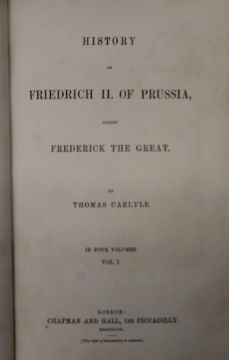 HISTORY
OF
FRIEDRICH II. OF PRUSSIA,
CALLED
FREDERICK THE GREAT.
BY
THOMAS CARLYLE.
IN FOUR VOLUMES.
VOL. I.
LONDON:
CHAPMAN AND HALL, 193 PICCADILLY.
[The right of translation is reserved.]